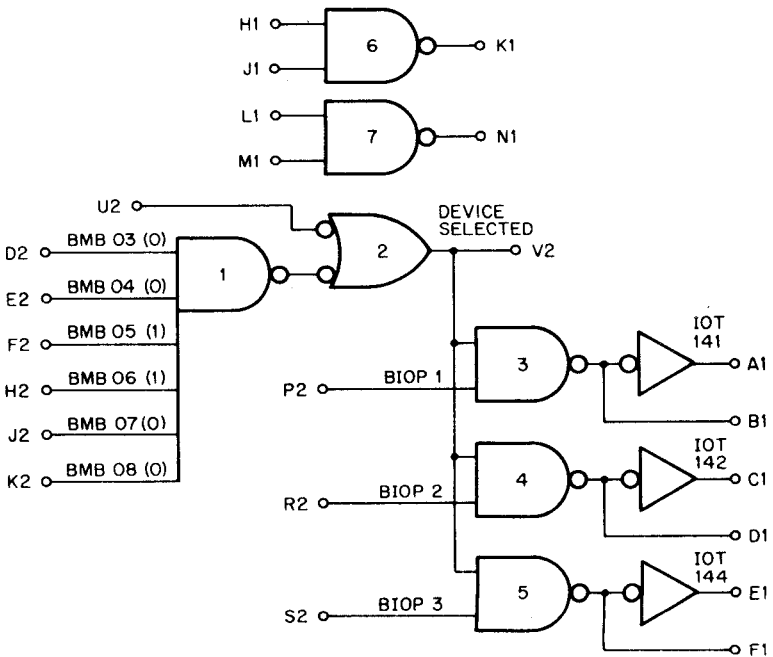 H1
6
K1
J1
L1
7
N1
M1
U2
DEVICE
SELECTED
D2 BMB 03 (0)
1
2
V2
E2 BMB 04 (0)
F2 BMB 05 (1)
H2 BMB 06 (1)
J2 BMB 07 (0)
K2 BMB 08 (0)
IOT
141
3
A1
P2 BIOP 1
B1
IOT
142
4
C1
R2 BIOP 2
D1
IOT
144
5
E1
S2 BIOP 3
F1